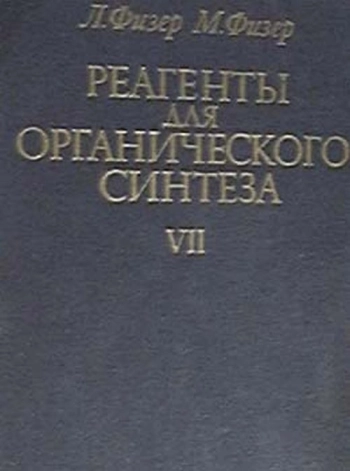 Л.Физер М.Физер
РЕАГЕНТЫ
ДЛЯ
ОРГАНИЧЕСКОГО
СИНТЕЗА
VII